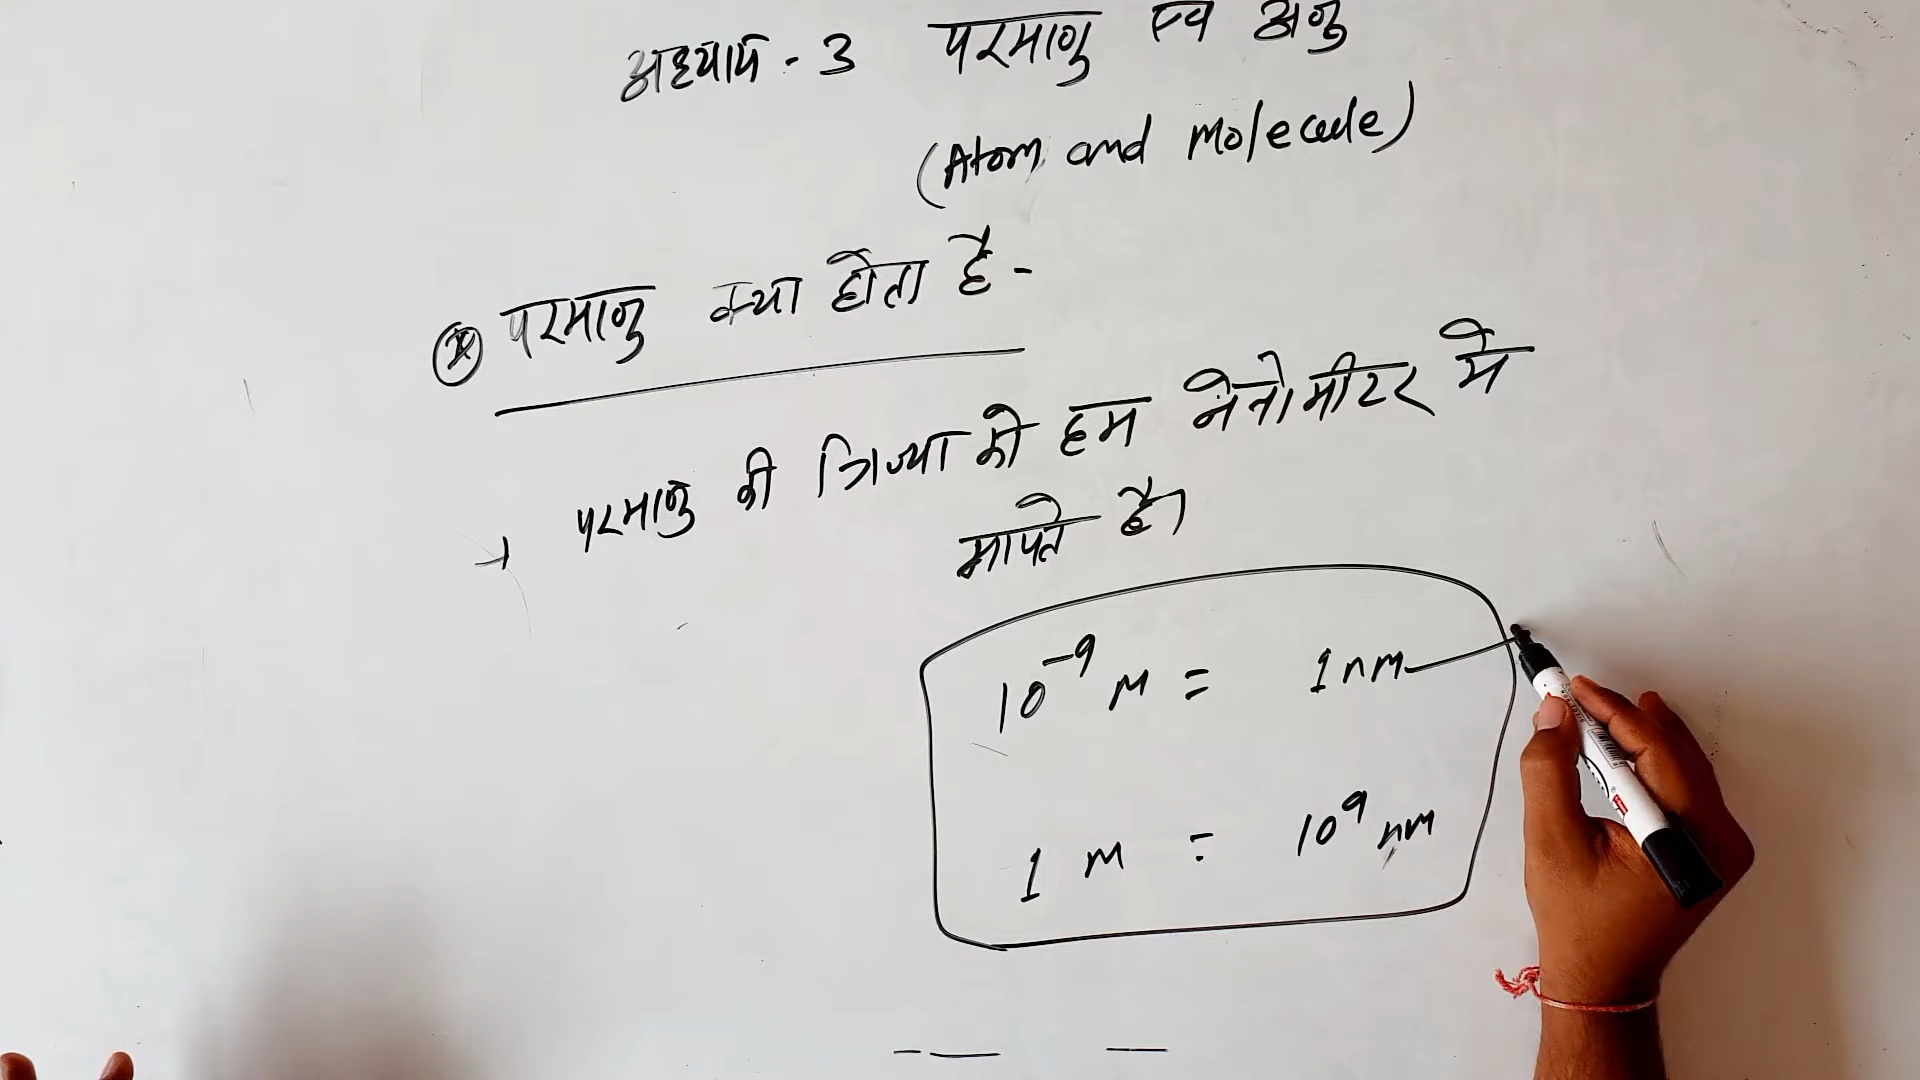 अध्याय - 3 परमाणु एवं अणु
(Atom and Molecule)
परमाणु क्या होता है -
→ परमाणु की त्रिज्या को हम नैनोमीटर में
मापते है।
10⁻⁹ m = 1 nm
1 m = 10⁹ nm